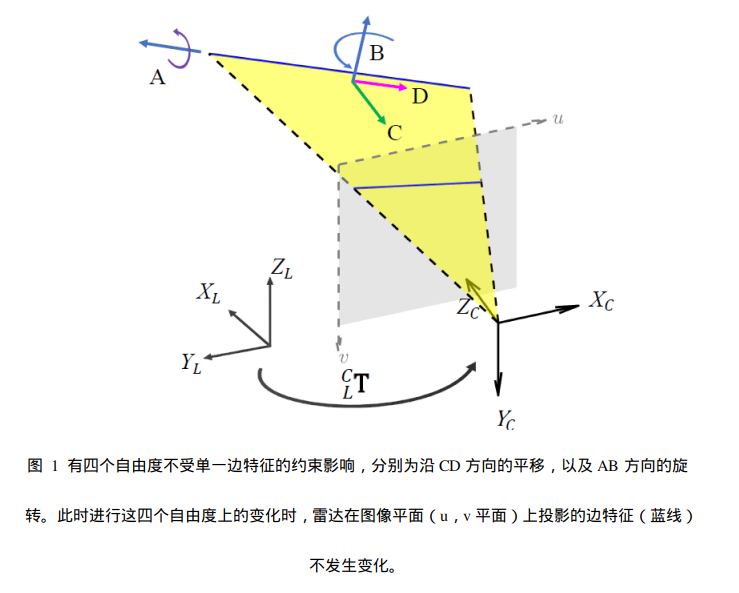 B
A
D
C
u
Z_L
X_L
Y_L
Z_C
X_C
v
^C_L T
Y_C
图 1 有四个自由度不受单一边特征的约束影响，分别为沿 CD 方向的平移，以及 AB 方向的旋
转。此时进行这四个自由度上的变化时，雷达在图像平面（u，v 平面）上投影的边特征（蓝线）
不发生变化。